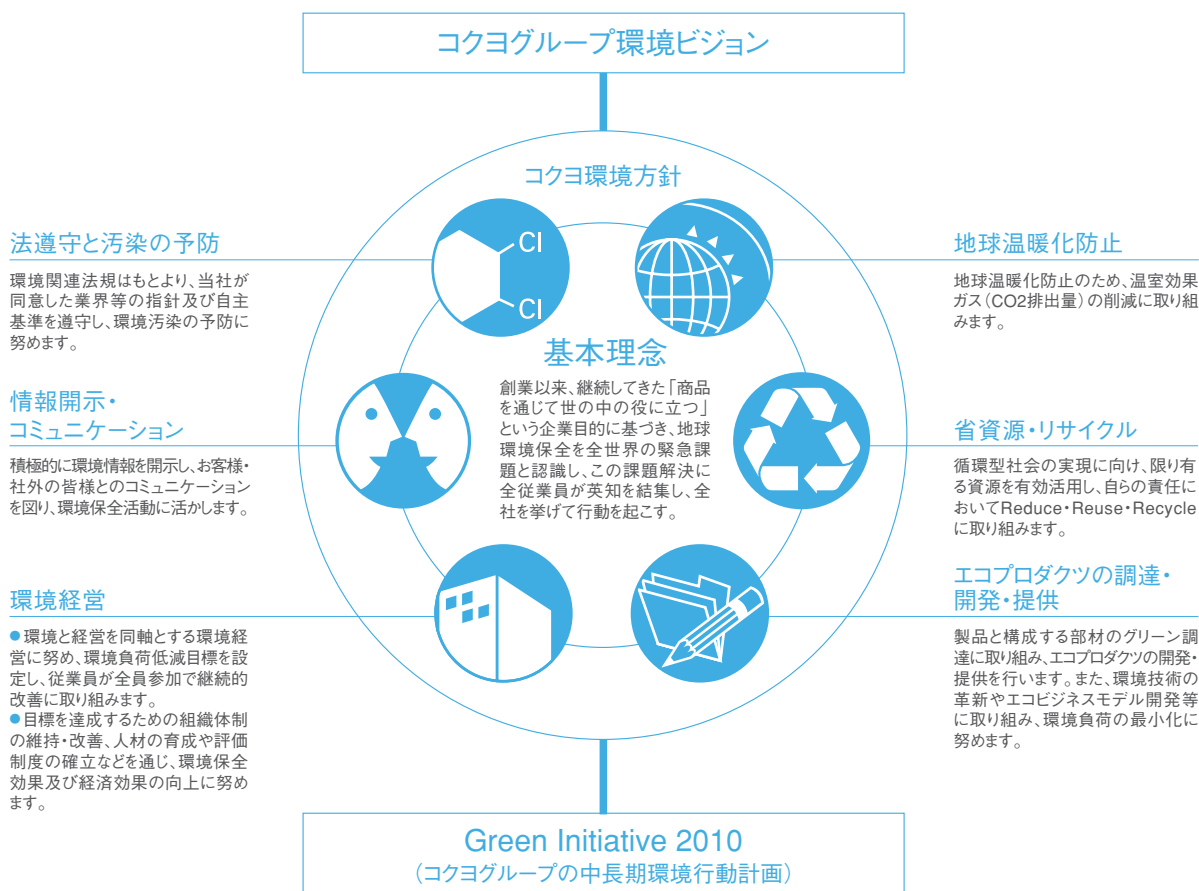 コクヨグループ環境ビジョン
コクヨ環境方針
Cl
Cl
法遵守と汚染の予防
環境関連法規はもとより、当社が
同意した業界等の指針及び自主
基準を遵守し、環境汚染の予防に
努めます。
情報開示・
コミュニケーション
積極的に環境情報を開示し、お客様・
社外の皆様とのコミュニケーション
を図り、環境保全活動に活かします。
環境経営
●環境と経営を同軸とする環境経
営に努め、環境負荷低減目標を設
定し、従業員が全員参加で継続的
改善に取り組みます。
●目標を達成するための組織体制
の維持・改善、人材の育成や評価
制度の確立などを通じ、環境保全
効果及び経済効果の向上に努め
ます。
基本理念
創業以来、継続してきた「商品
を通じて世の中の役に立つ」
という企業目的に基づき、地球
環境保全を全世界の緊急課
題と認識し、この課題解決に
全従業員が英知を結集し、全
社を挙げて行動を起こす。
地球温暖化防止
地球温暖化防止のため、温室効果
ガス（CO2排出量）の削減に取り組
みます。
省資源・リサイクル
循環型社会の実現に向け、限り有
る資源を有効活用し、自らの責任に
おいてReduce・Reuse・Recycle
に取り組みます。
エコプロダクツの調達・
開発・提供
製品と構成する部材のグリーン調
達に取り組み、エコプロダクツの開発・
提供を行います。また、環境技術の
革新やエコビジネスモデル開発等
に取り組み、環境負荷の最小化に
努めます。
Green Initiative 2010
（コクヨグループの中長期環境行動計画）